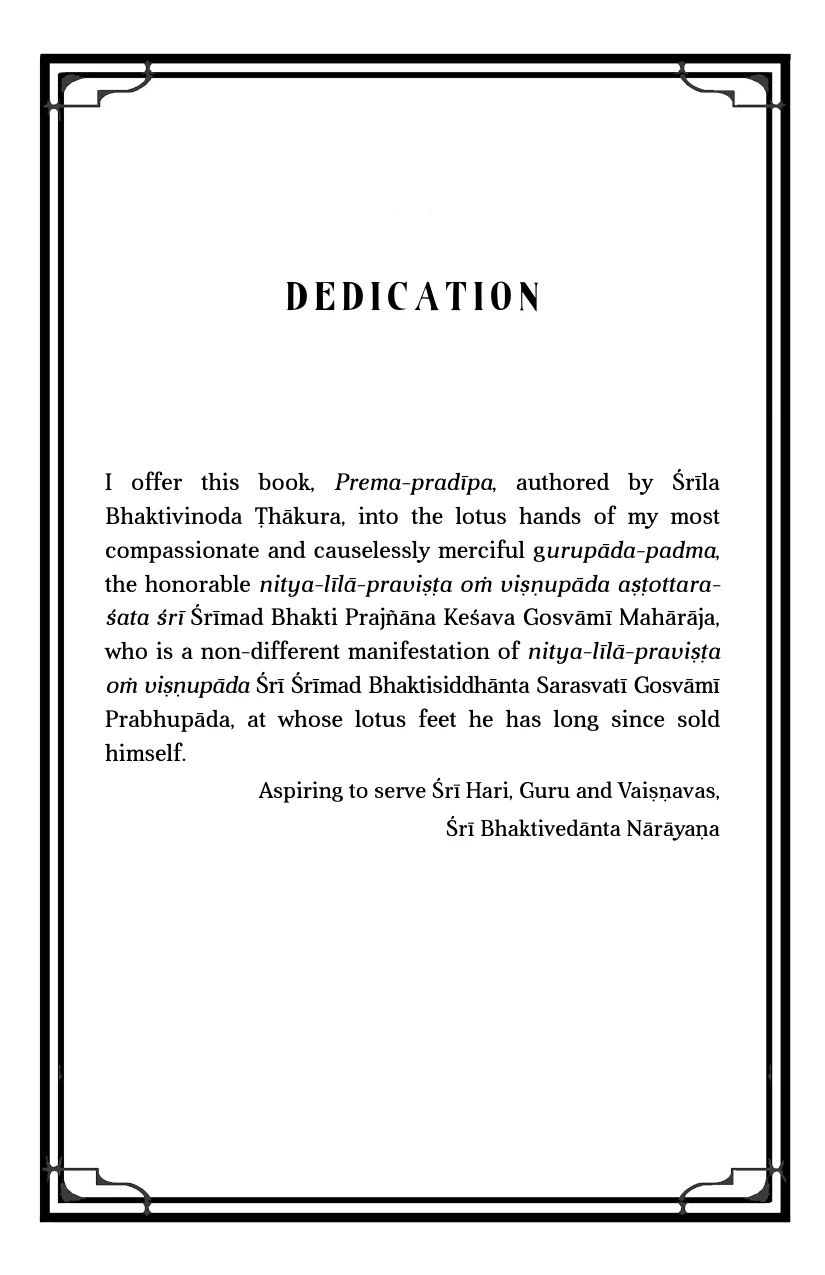 DEDICATION
I offer this book, Prema-pradīpa, authored by Śrīla
Bhaktivinoda Ṭhākura, into the lotus hands of my most
compassionate and causelessly merciful gurupāda-padma,
the honorable nitya-līlā-praviṣṭa oṁ viṣṇupāda aṣṭottara-
śata śrī Śrīmad Bhakti Prajñāna Keśava Gosvāmī Mahārāja,
who is a non-different manifestation of nitya-līlā-praviṣṭa
oṁ viṣṇupāda Śrī Śrīmad Bhaktisiddhānta Sarasvatī Gosvāmī
Prabhupāda, at whose lotus feet he has long since sold
himself.
Aspiring to serve Śrī Hari, Guru and Vaiṣṇavas,
Śrī Bhaktivedānta Nārāyaṇa